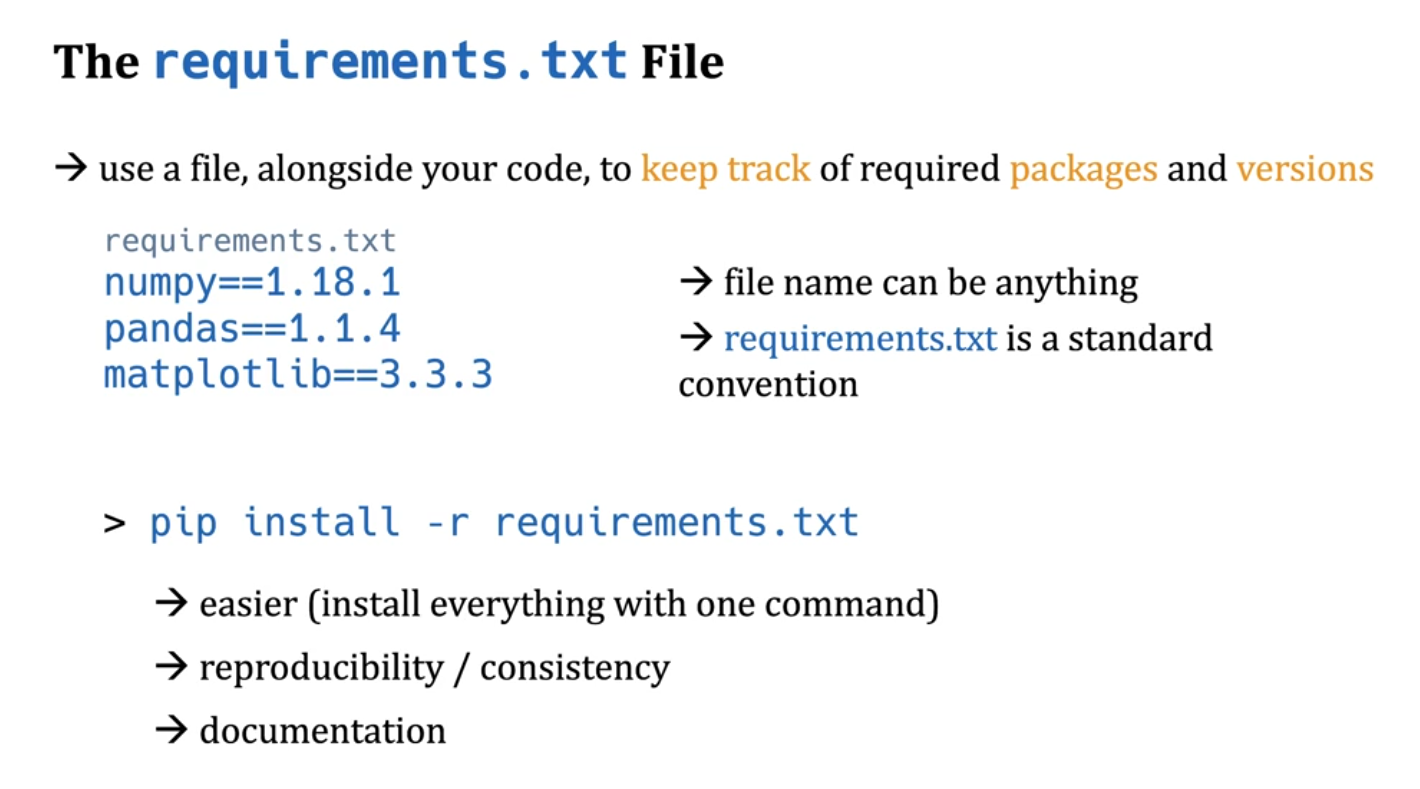 The requirements.txt File
→ use a file, alongside your code, to keep track of required packages and versions
requirements.txt
numpy==1.18.1
pandas==1.1.4
matplotlib==3.3.3
→ file name can be anything
→ requirements.txt is a standard
convention
> pip install -r requirements.txt
→ easier (install everything with one command)
→ reproducibility / consistency
→ documentation